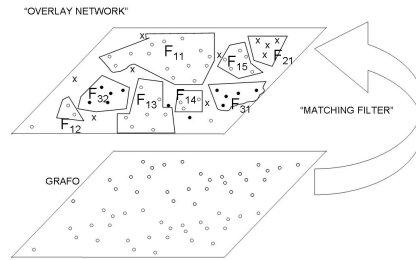 "OVERLAY NETWORK"
x
F11
F15
F21
x x x x
x
x
x
x
F32
F13
F14
x
F31
x
F12
"MATCHING FILTER"
GRAFO